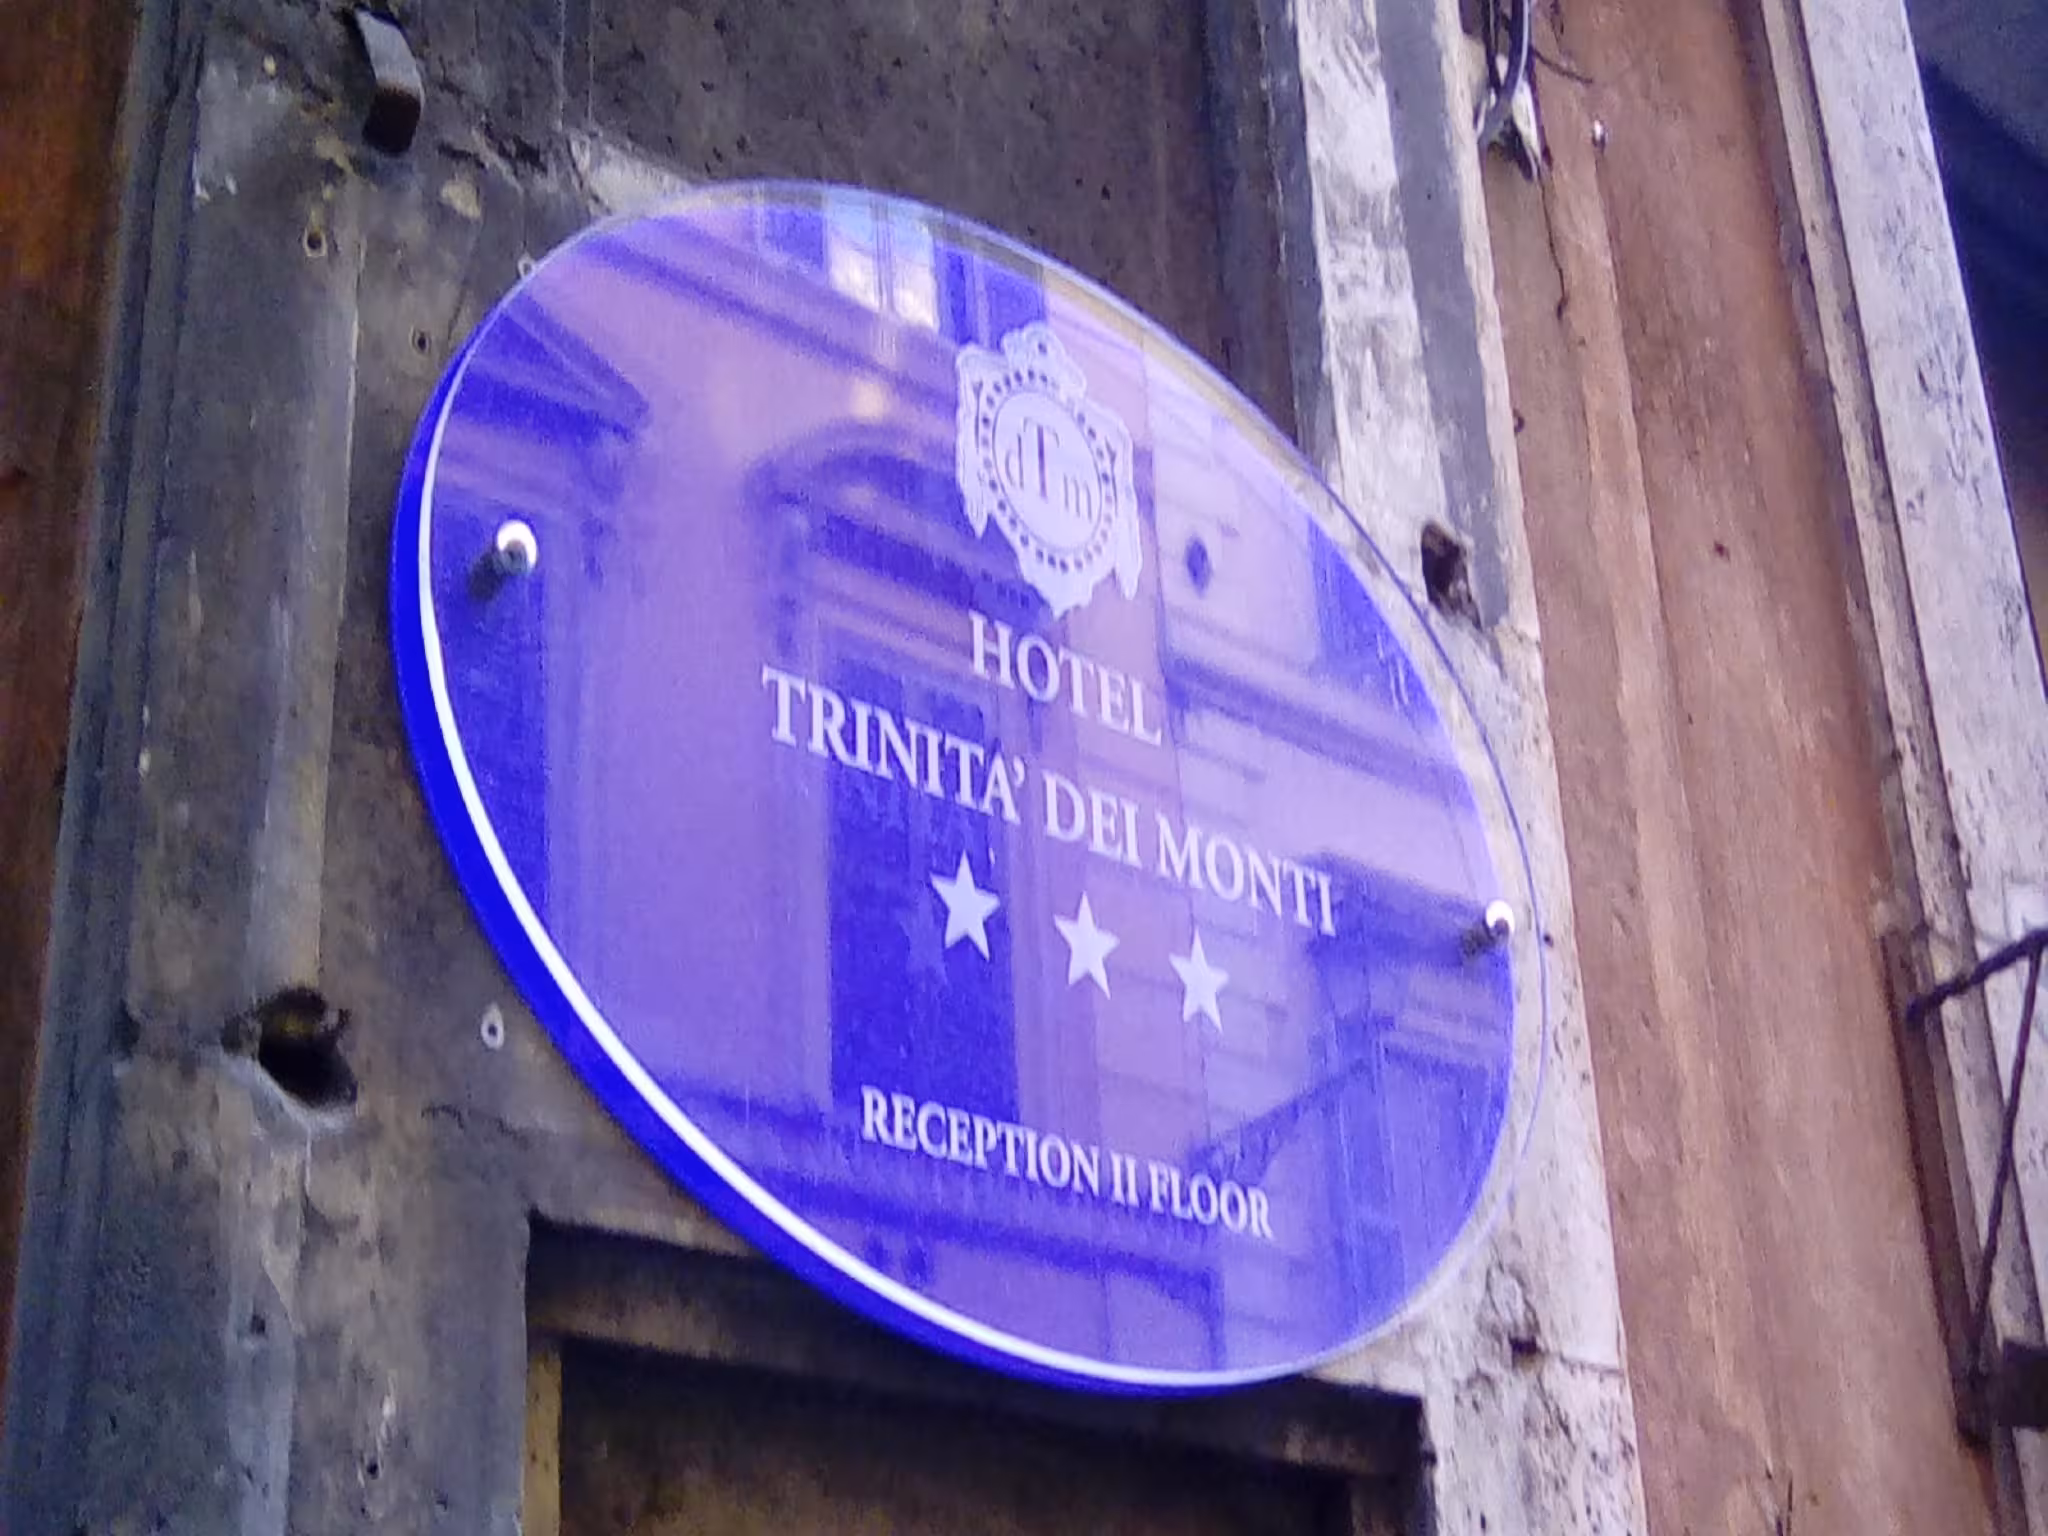 dTm
HOTEL
TRINITA' DEI MONTI
RECEPTION II FLOOR